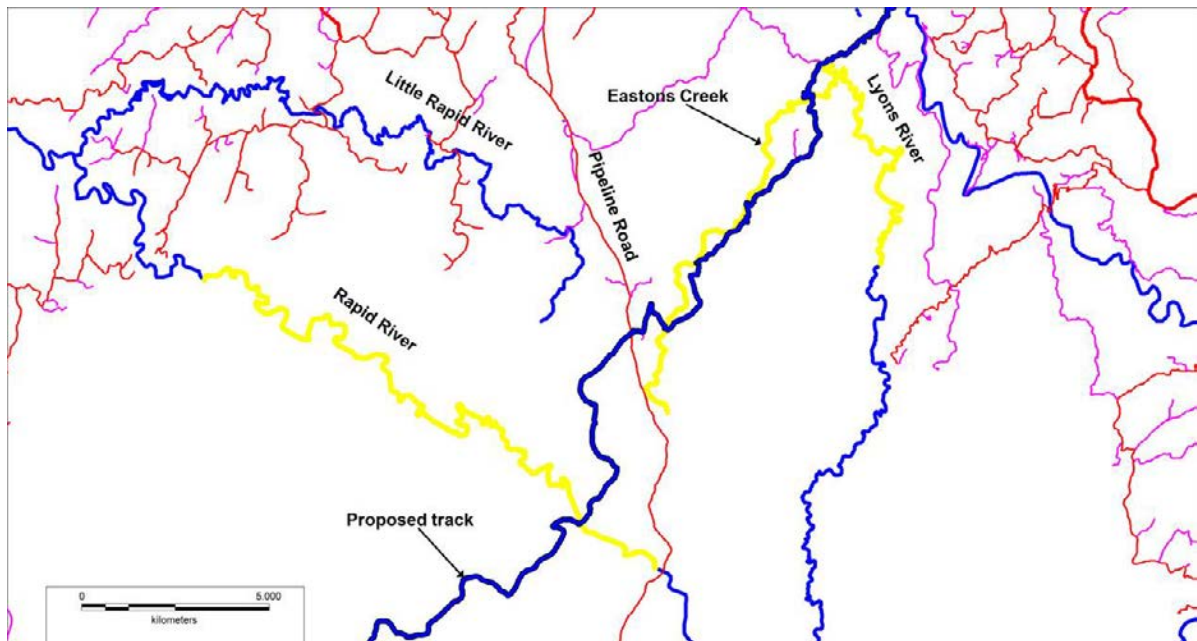 Little Rapid River
Eastons Creek
Lyons River
Pipeline Road
Rapid River
Proposed track
0 5.000
kilometers